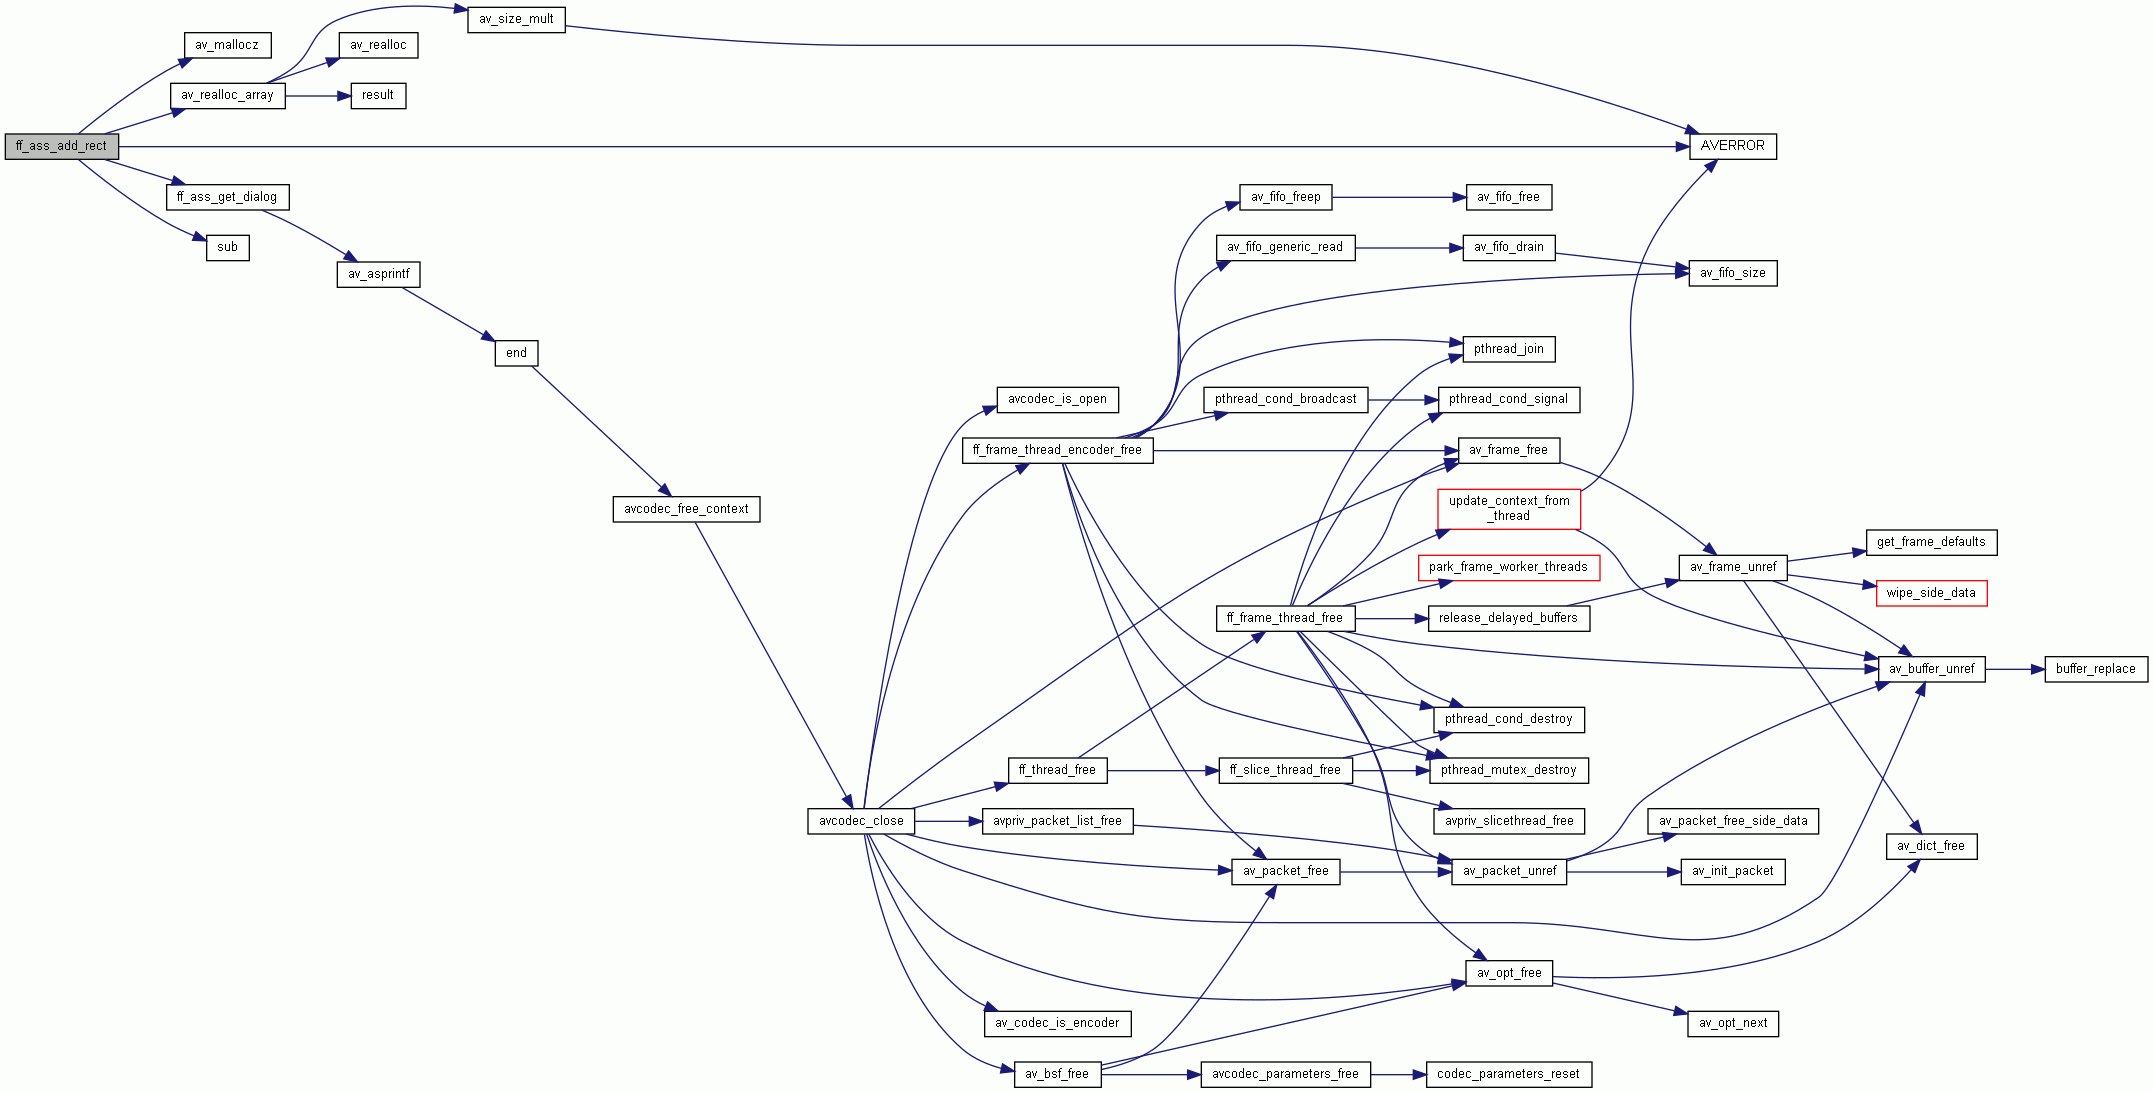 av_size_mult
av_mallocz
av_realloc
av_realloc_array
result
ff_ass_add_rect
AVERROR
ff_ass_get_dialog
av_fifo_freep
av_fifo_free
sub
av_fifo_generic_read
av_fifo_drain
av_asprintf
av_fifo_size
end
pthread_join
avcodec_is_open
pthread_cond_broadcast
pthread_cond_signal
ff_frame_thread_encoder_free
av_frame_free
avcodec_free_context
update_context_from
_thread
get_frame_defaults
park_frame_worker_threads
av_frame_unref
wipe_side_data
ff_frame_thread_free
release_delayed_buffers
av_buffer_unref
buffer_replace
pthread_cond_destroy
ff_thread_free
ff_slice_thread_free
pthread_mutex_destroy
avcodec_close
avpriv_packet_list_free
avpriv_slicethread_free
av_packet_free_side_data
av_dict_free
av_packet_free
av_packet_unref
av_init_packet
av_opt_free
av_codec_is_encoder
av_opt_next
av_bsf_free
avcodec_parameters_free
codec_parameters_reset